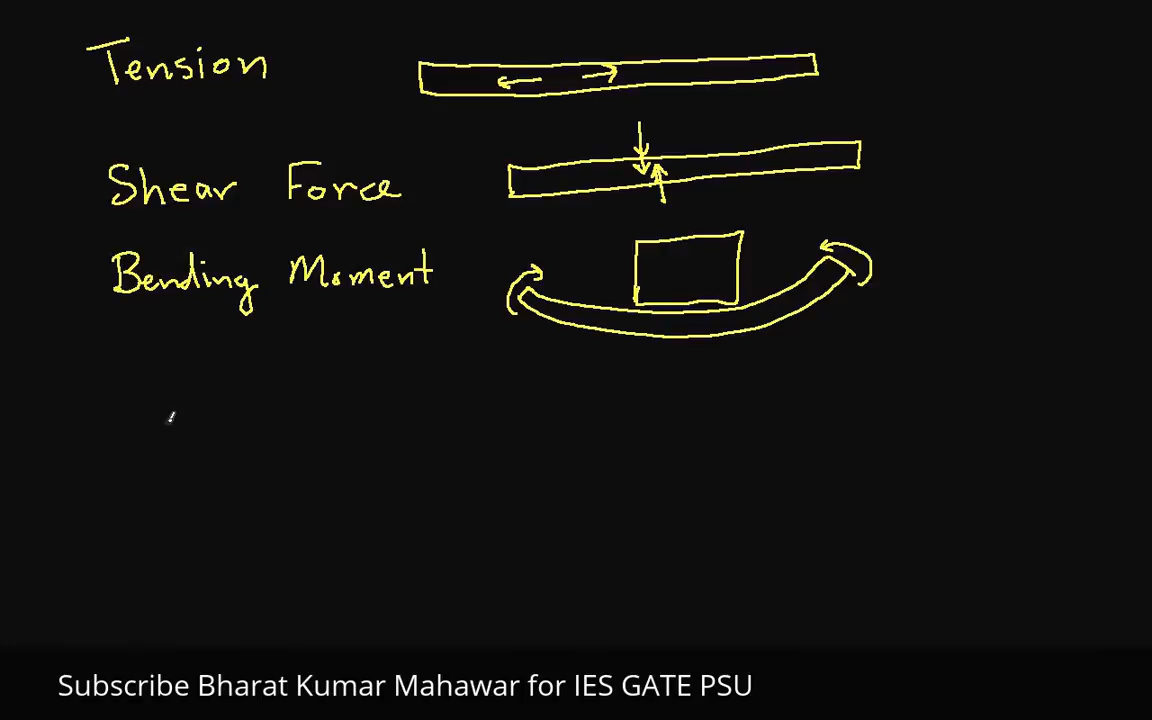 Tension
Shear Force
Bending Moment
Subscribe Bharat Kumar Mahawar for IES GATE PSU